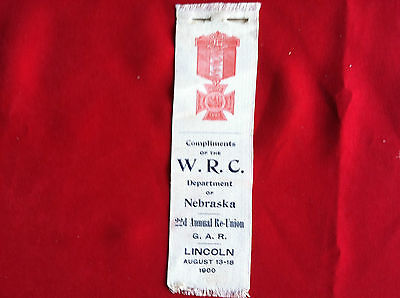 Compliments
OF THE
W. R. C.
Department
OF
Nebraska
22d Annual Re-Union
G. A. R.
LINCOLN
AUGUST 13-18
1900